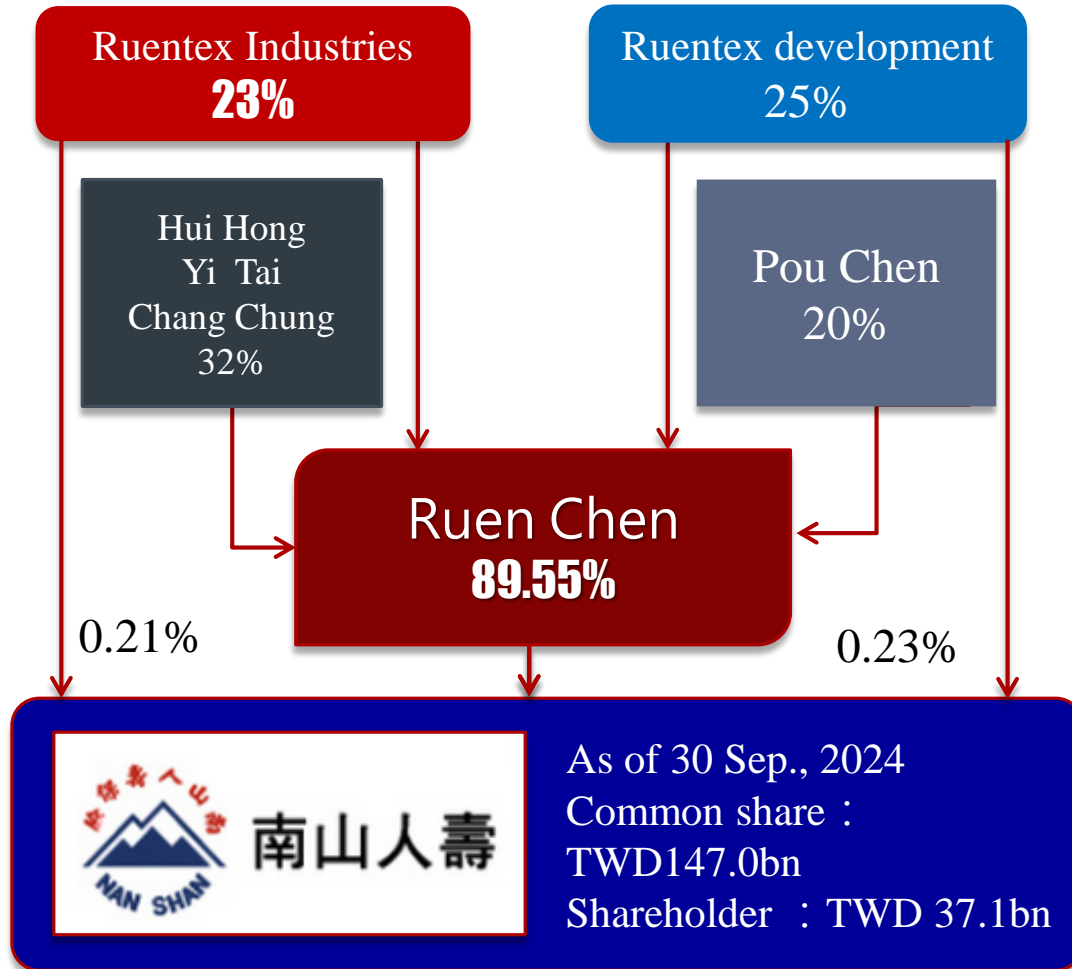 Ruentex Industries
23%
Ruentex development
25%
Hui Hong
Yi Tai
Chang Chung
32%
Pou Chen
20%
Ruen Chen
89.55%
0.21%
0.23%
南山人壽
NAN SHAN
As of 30 Sep., 2024
Common share：
TWD147.0bn
Shareholder ：TWD 37.1bn